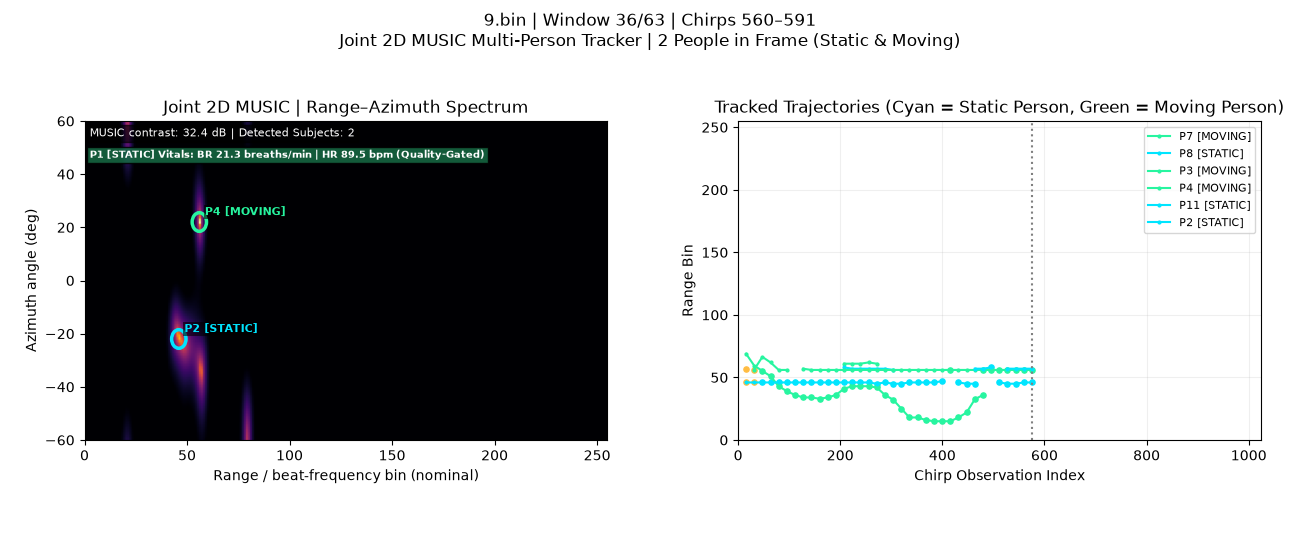 9.bin | Window 36/63 | Chirps 560–591
Joint 2D MUSIC Multi-Person Tracker | 2 People in Frame (Static & Moving)
Joint 2D MUSIC | Range–Azimuth Spectrum
MUSIC contrast: 32.4 dB | Detected Subjects: 2
P1 [STATIC] Vitals: BR 21.3 breaths/min | HR 89.5 bpm (Quality-Gated)
P4 [MOVING]
P2 [STATIC]
60
40
20
0
−20
−40
−60
Azimuth angle (deg)
0
50
100
150
200
250
Range / beat-frequency bin (nominal)
Tracked Trajectories (Cyan = Static Person, Green = Moving Person)
P7 [MOVING]
P8 [STATIC]
P3 [MOVING]
P4 [MOVING]
P11 [STATIC]
P2 [STATIC]
250
200
150
100
50
0
Range Bin
0
200
400
600
800
1000
Chirp Observation Index